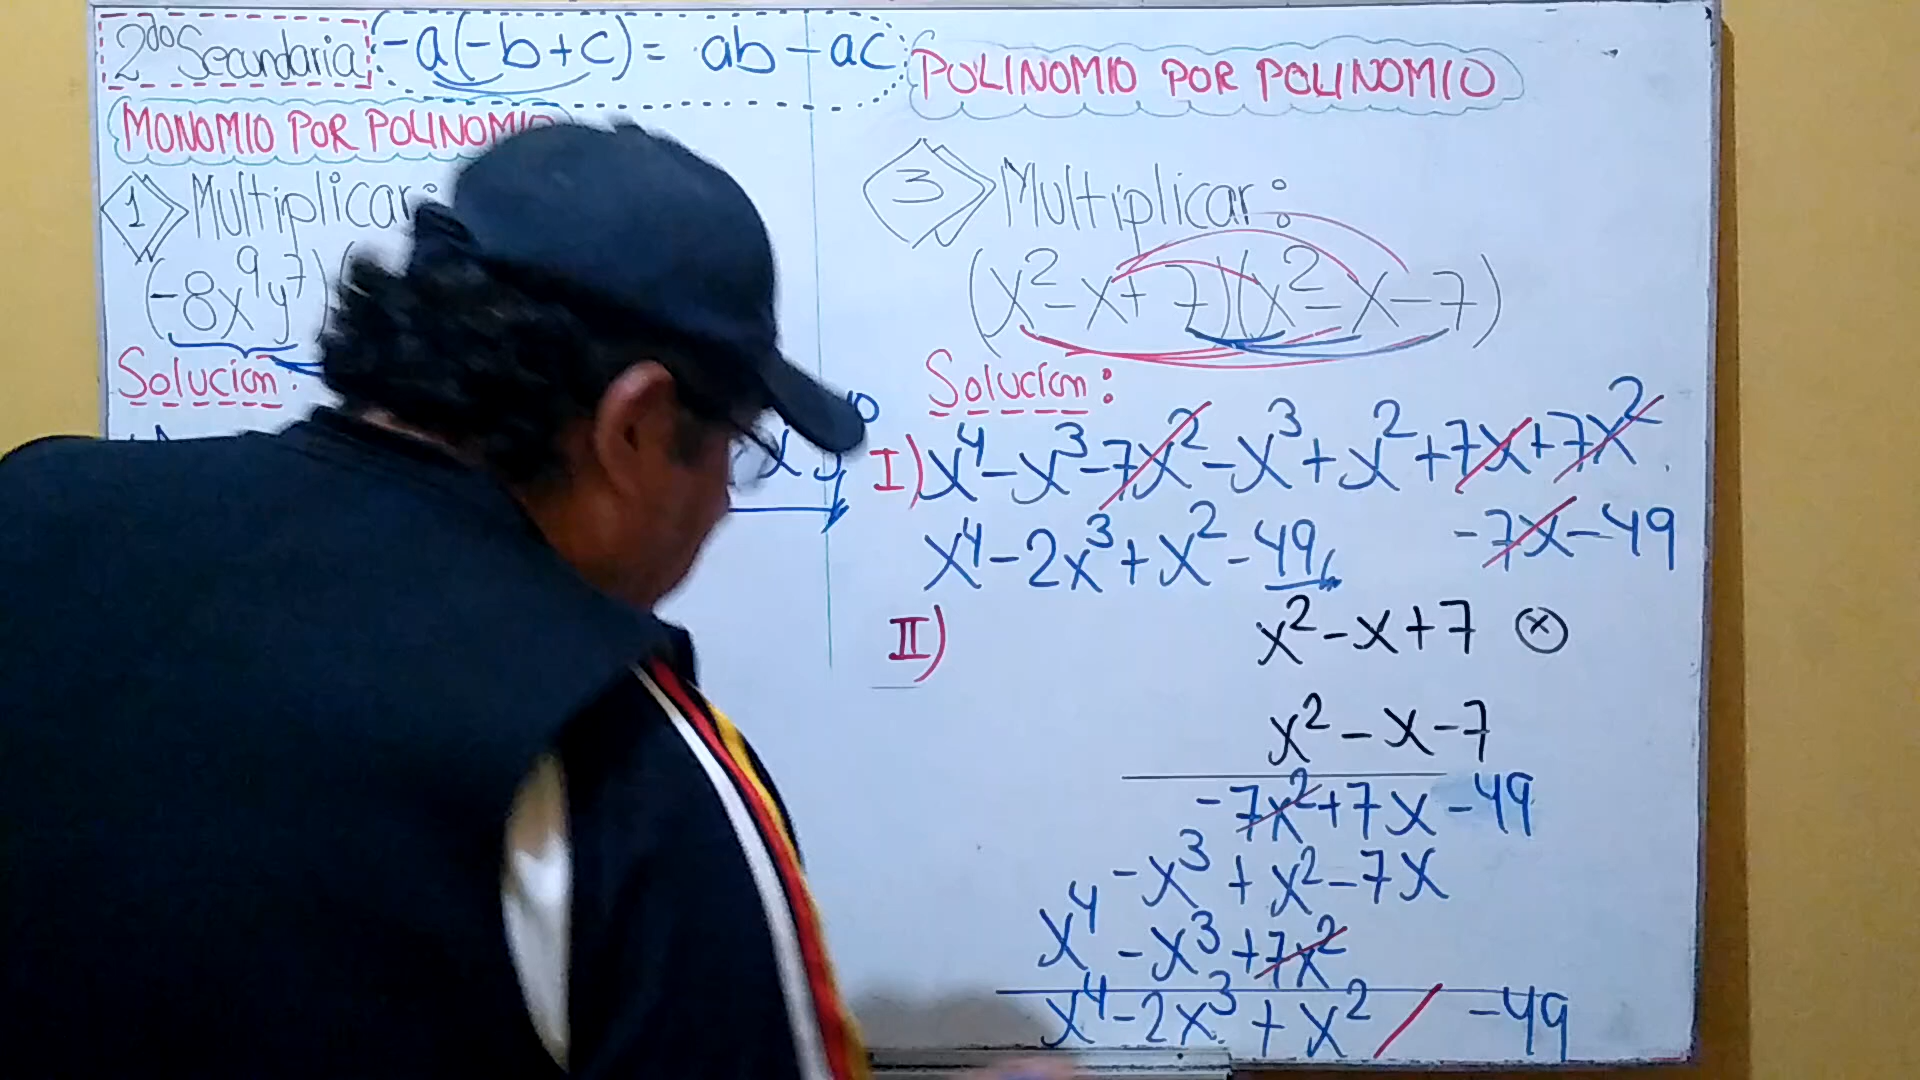 2do Secundaria
-a(-b+c) = ab - ac
MONOMIO POR POLINOMIO
1 Multiplicar:
(-8x⁹y⁷)
Solución:
POLINOMIO POR POLINOMIO
3 Multiplicar:
(x² - x + 7)(x² - x - 7)
Solución:
I) x⁴ - x³ - 7x² - x³ + x² + 7x + 7x²
-7x - 49
x⁴ - 2x³ + x² - 49
II) x² - x + 7 ⊗
x² - x - 7
-7x² + 7x - 49
-x³ + x² - 7x
x⁴ - x³ + 7x²
x⁴ - 2x³ + x² / -49